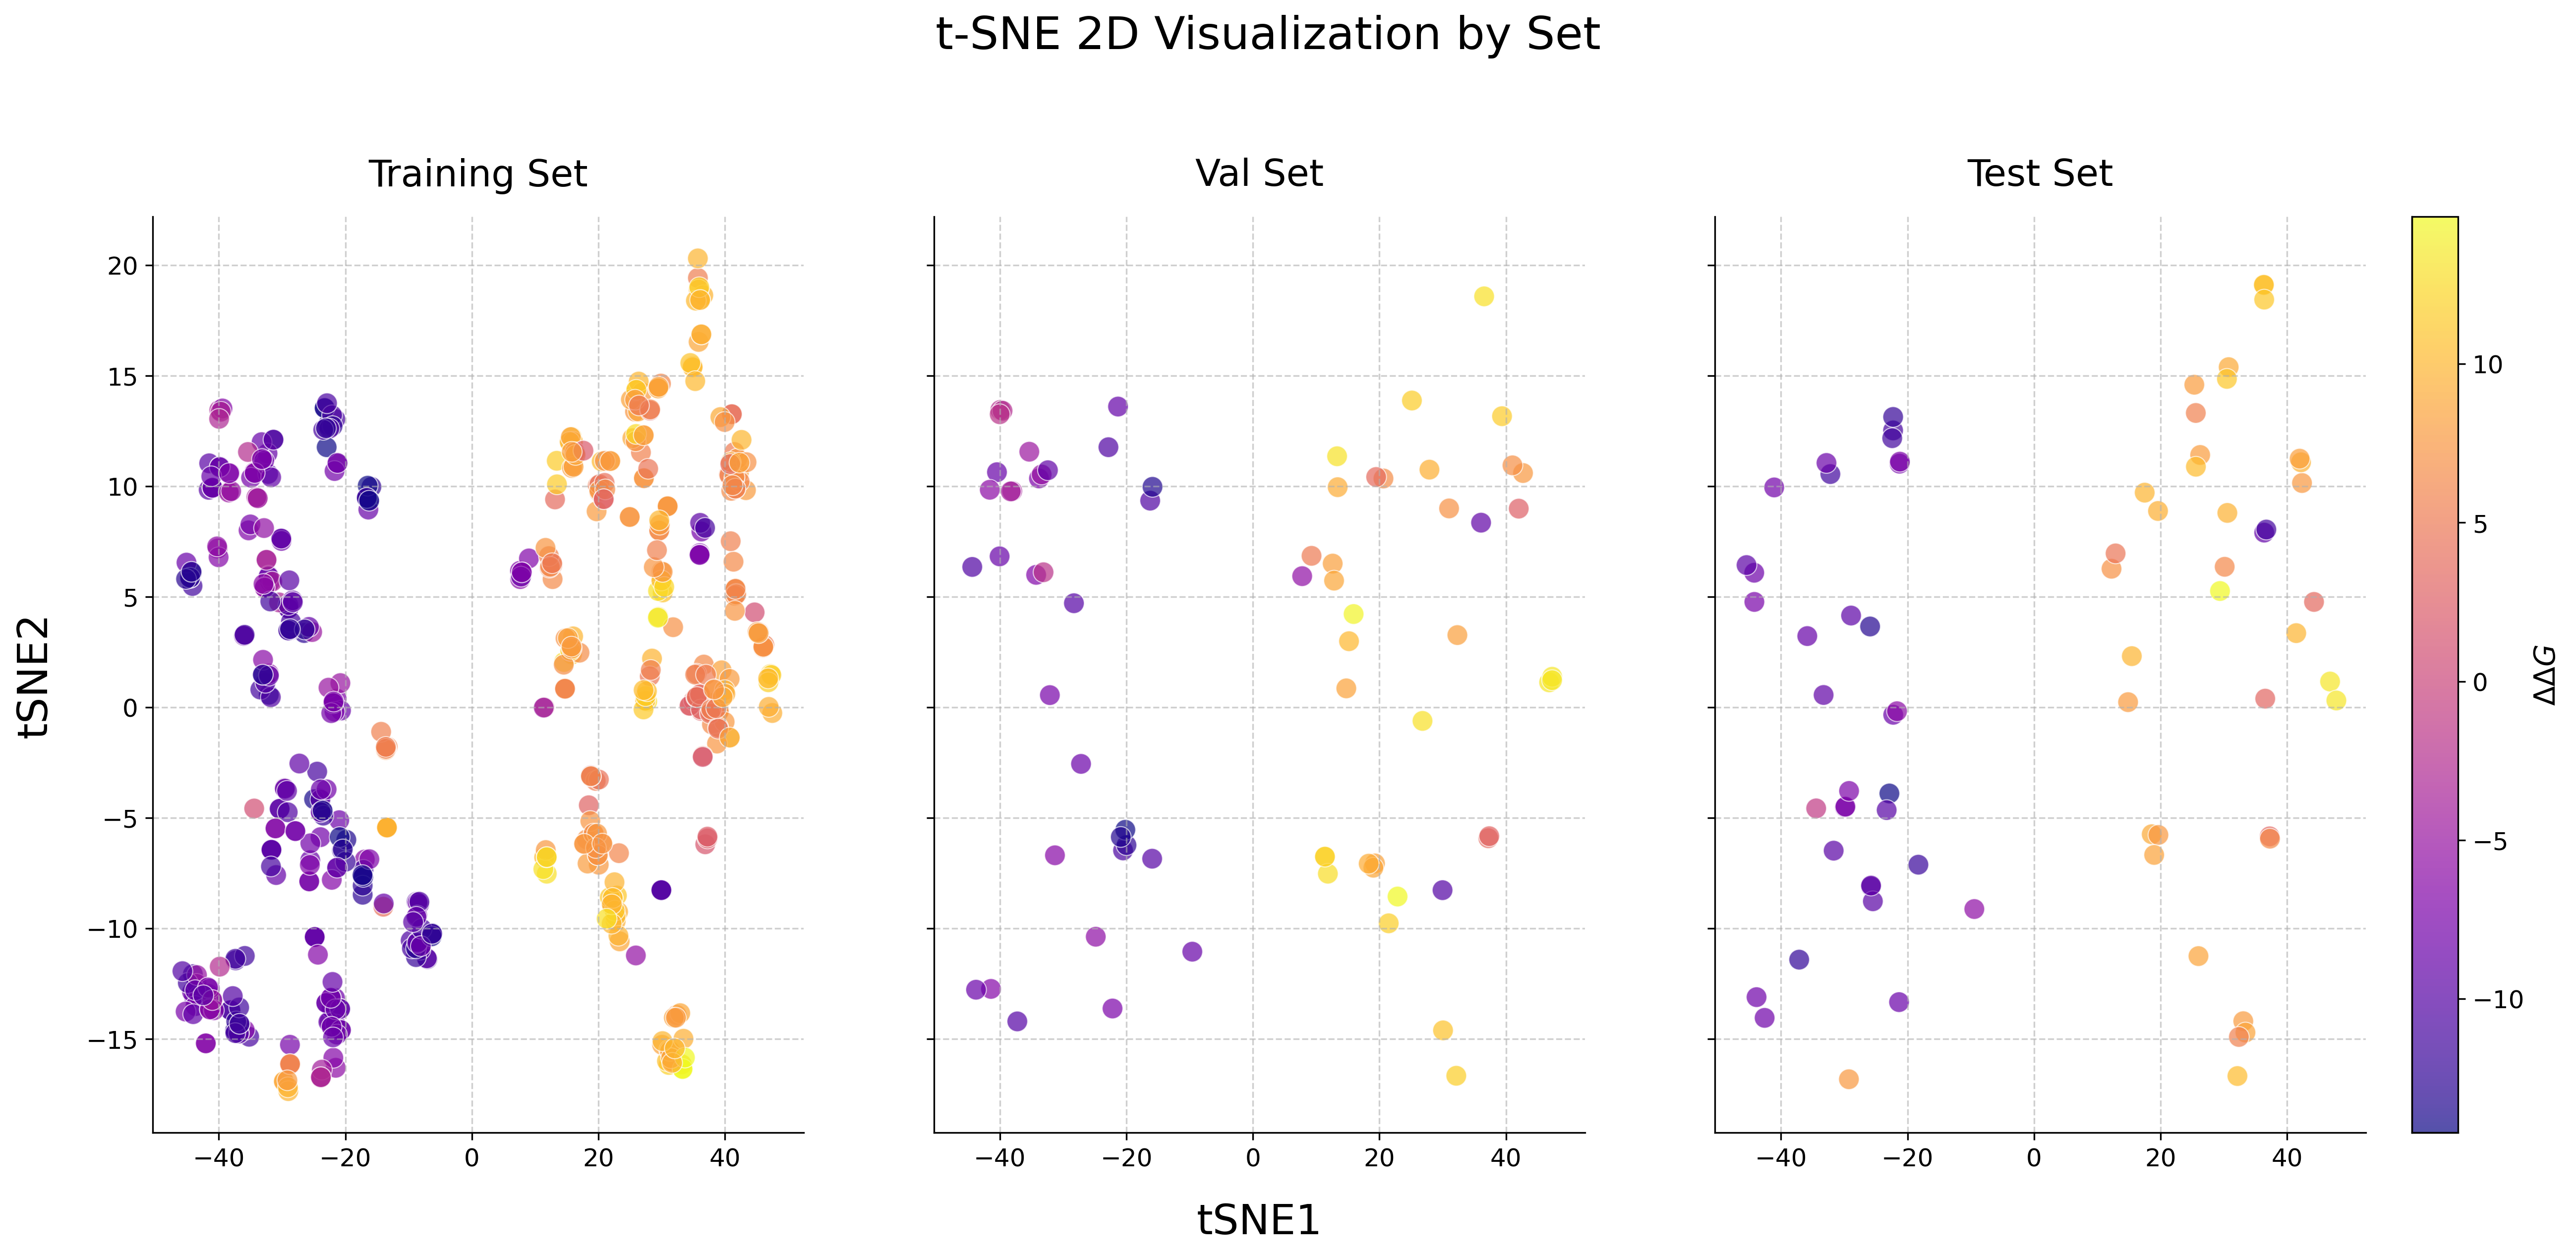 t-SNE 2D Visualization by Set
Training Set
Val Set
Test Set
tSNE2
20
15
10
5
0
−5
−10
−15
−40 −20 0 20 40
−40 −20 0 20 40
−40 −20 0 20 40
tSNE1
10
5
0
−5
−10
ΔΔG